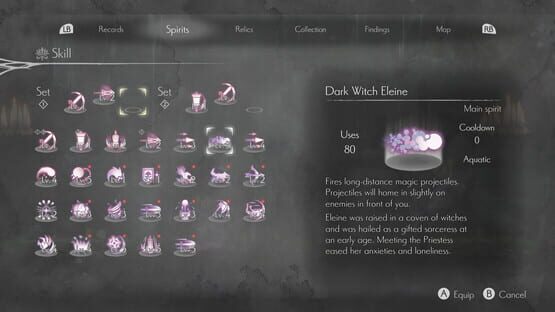 LB Records Spirits Relics Collection Findings Map RB
Skill
Set 1 Set 2
Dark Witch Eleine
Main spirit
Uses 80
Cooldown 0
Aquatic
Fires long-distance magic projectiles.
Projectiles will home in slightly on
enemies in front of you.
Eleine was raised in a coven of witches
and was hailed as a gifted sorceress at
an early age. Meeting the Priestess
eased her anxieties and loneliness.
A Equip B Cancel